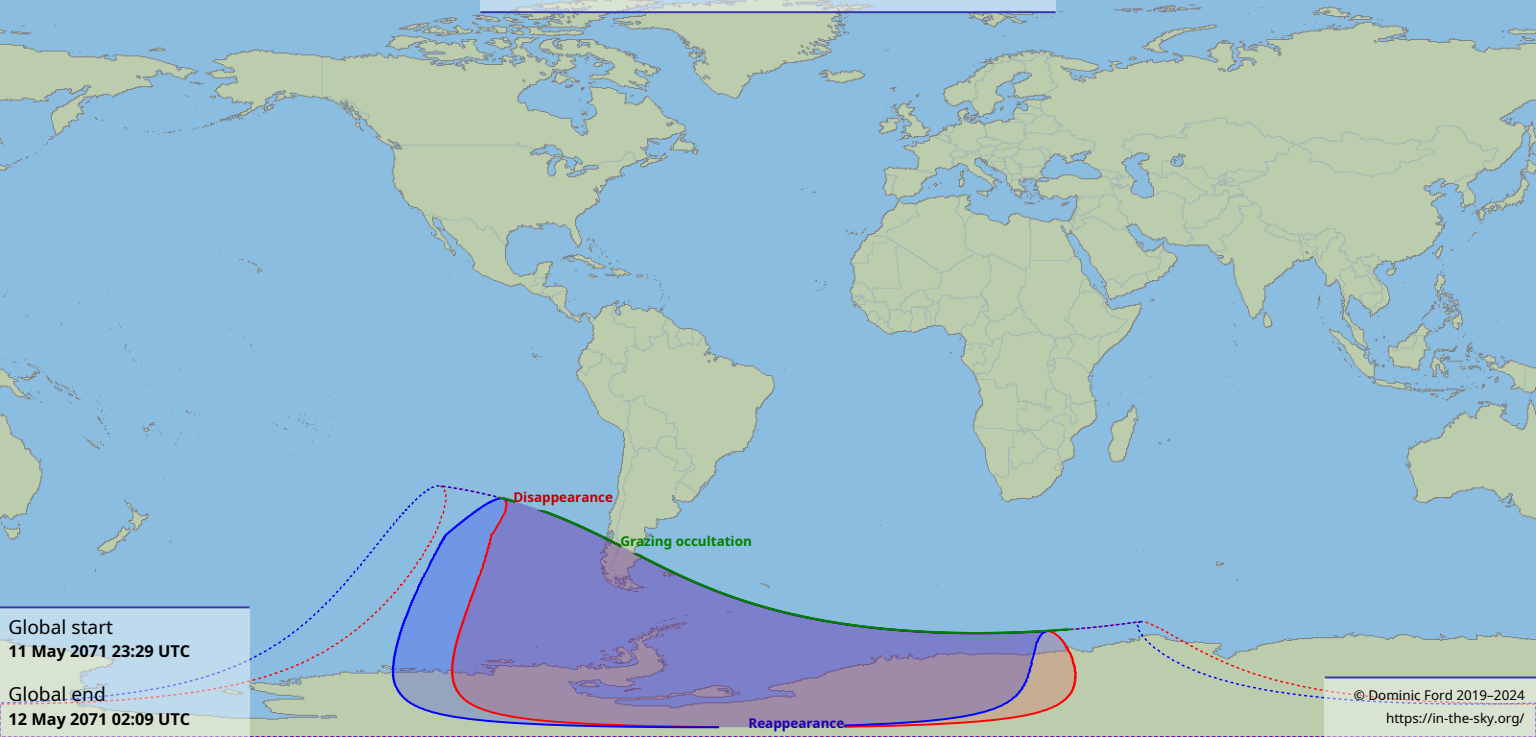 Disappearance
Grazing occultation
Global start
11 May 2071 23:29 UTC
Global end
12 May 2071 02:09 UTC
Reappearance
© Dominic Ford 2019–2024
https://in-the-sky.org/